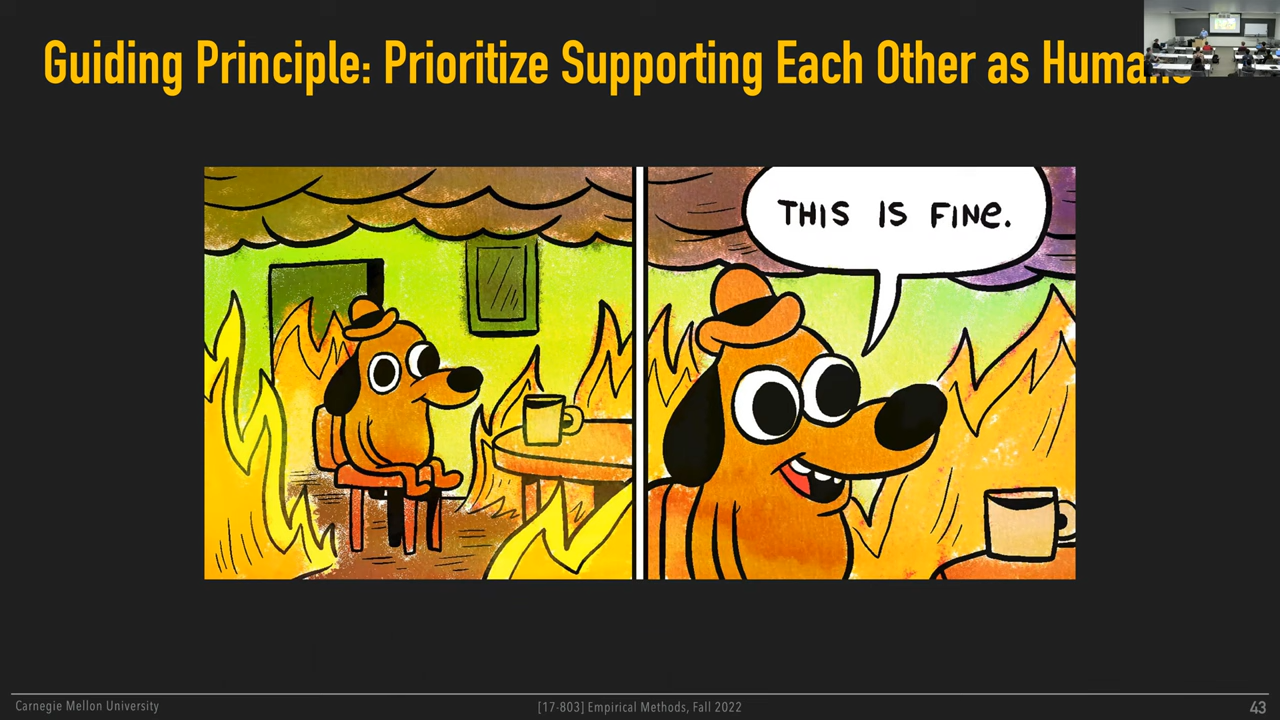 Guiding Principle: Prioritize Supporting Each Other as Humans
THIS IS FINE.
Carnegie Mellon University
[17-803] Empirical Methods, Fall 2022
43